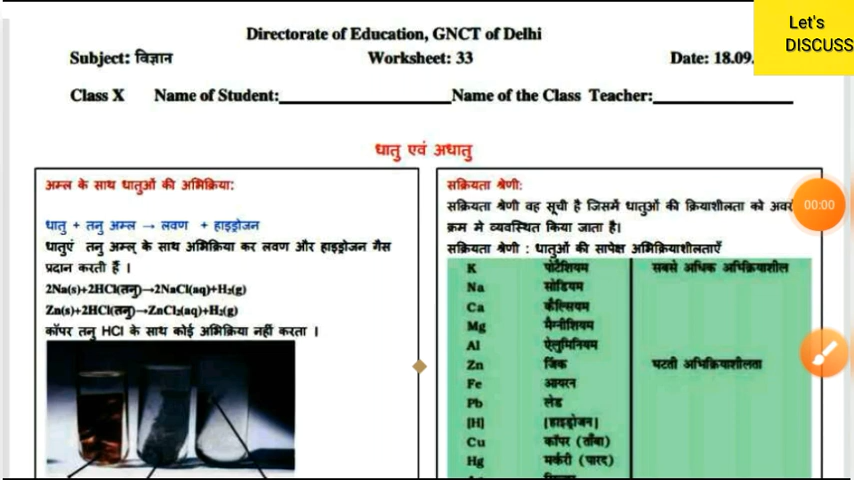 Let's
DISCUSS
Directorate of Education, GNCT of Delhi
Subject: विज्ञान Worksheet: 33 Date: 18.09.
Class X Name of Student: Name of the Class Teacher:
धातु एवं अधातु
अम्ल के साथ धातुओं की अभिक्रिया:
धातु + तनु अम्ल → लवण + हाइड्रोजन
धातुएं तनु अम्ल् के साथ अभिक्रिया कर लवण और हाइड्रोजन गैस
प्रदान करती हैं ।
2Na(s)+2HCl(तनु)→2NaCl(aq)+H₂(g)
Zn(s)+2HCl(तनु)→ZnCl₂(aq)+H₂(g)
कॉपर तनु HCl के साथ कोई अभिक्रिया नहीं करता ।
सक्रियता श्रेणी:
सक्रियता श्रेणी वह सूची है जिसमें धातुओं की क्रियाशीलता को
क्रम मे व्यवस्थित किया जाता है।
सक्रियता श्रेणी : धातुओं की सापेक्ष अभिक्रियाशीलताएँ
K पोटैशियम सबसे अधिक अभिक्रियाशील
Na सोडियम
Ca कैल्सियम
Mg मैग्नीशियम
Al ऐलुमिनियम
Zn जिंक घटती अभिक्रियाशीलता
Fe आयरन
Pb लेड
[H] [हाइड्रोजन]
Cu कॉपर (ताँबा)
Hg मर्करी (पारद)
00:00